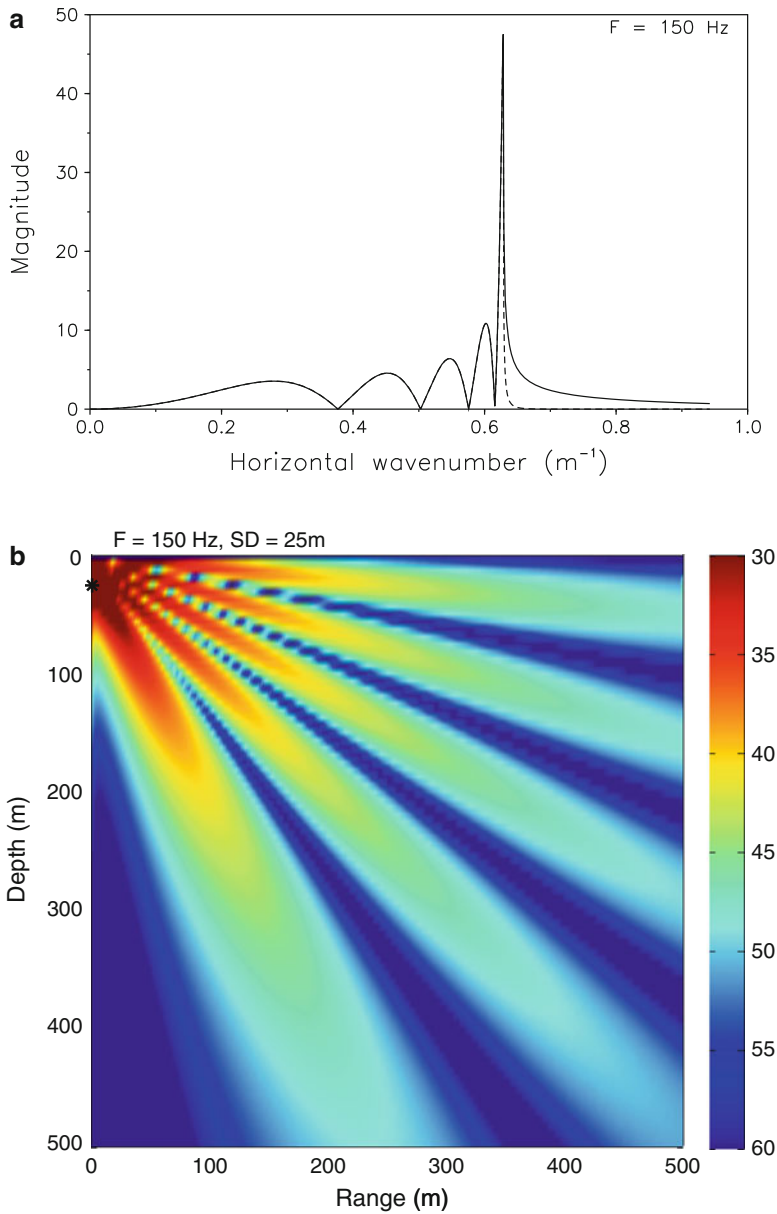 a
F = 150 Hz
50
40
30
20
10
0
Magnitude
0.0 0.2 0.4 0.6 0.8 1.0
Horizontal wavenumber (m⁻¹)
b
F = 150 Hz, SD = 25m
0
100
200
300
400
500
Depth (m)
0 100 200 300 400 500
Range (m)
30
35
40
45
50
55
60